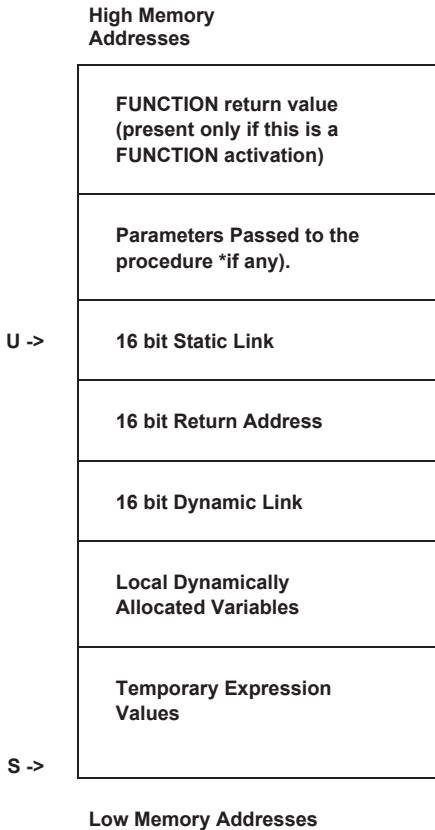 High Memory
Addresses
FUNCTION return value
(present only if this is a
FUNCTION activation)
Parameters Passed to the
procedure *if any).
U -> 16 bit Static Link
16 bit Return Address
16 bit Dynamic Link
Local Dynamically
Allocated Variables
Temporary Expression
Values
S ->
Low Memory Addresses